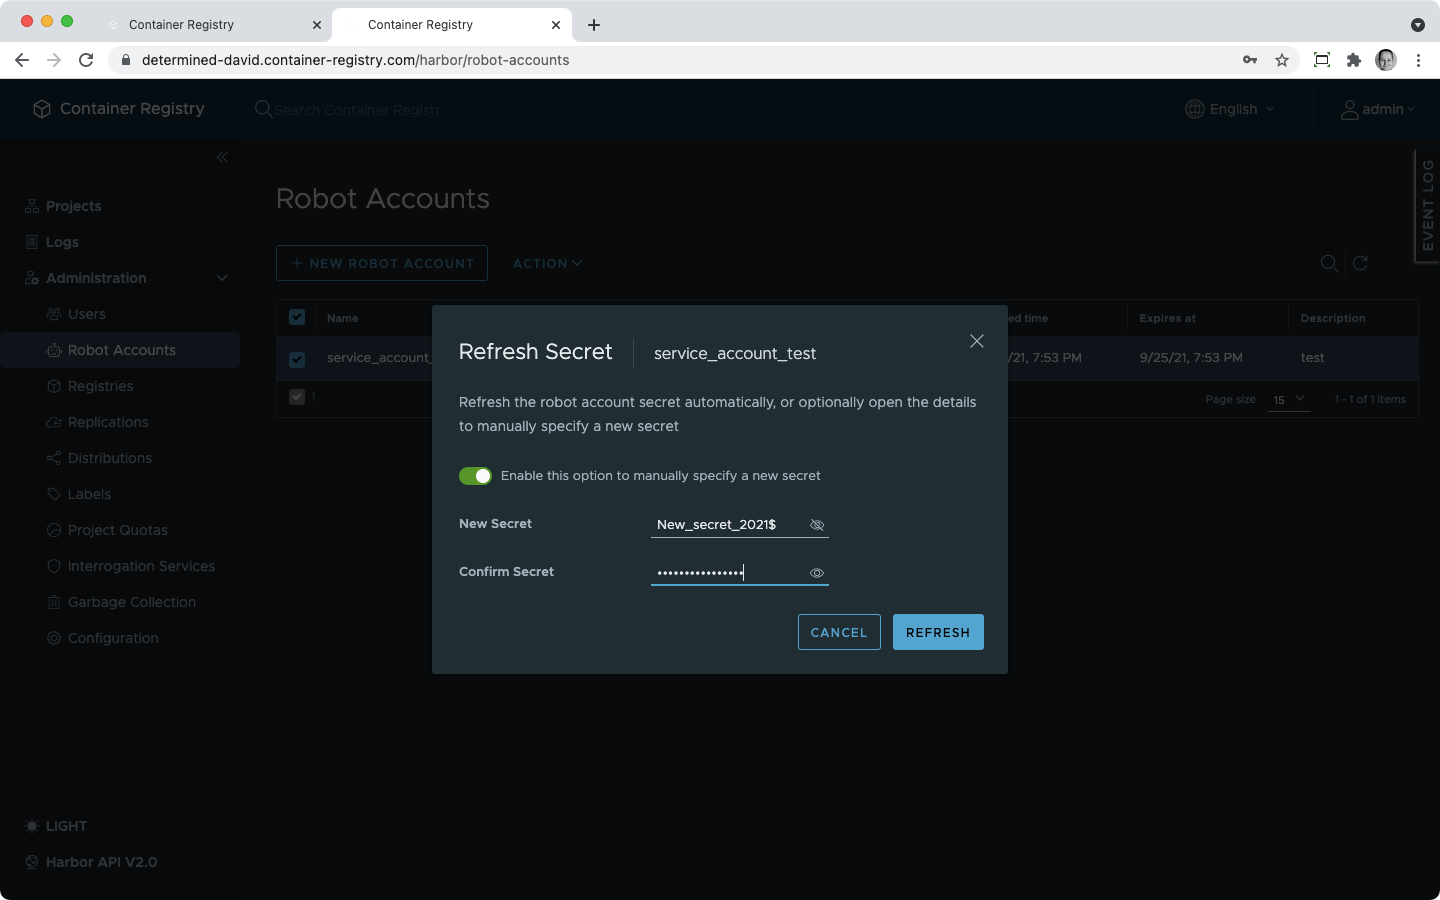 Container Registry
Container Registry
determined-david.container-registry.com/harbor/robot-accounts
Container Registry
Search Container Registr
English
admin
EVENT LOG
Projects
Logs
Administration
Users
Robot Accounts
Registries
Replications
Distributions
Labels
Project Quotas
Interrogation Services
Garbage Collection
Configuration
LIGHT
Harbor API V2.0
Robot Accounts
+ NEW ROBOT ACCOUNT
ACTION
Name
ed time
Expires at
Description
service_account_
/21, 7:53 PM
9/25/21, 7:53 PM
test
1
Page size
15
1 - 1 of 1 items
Refresh Secret
service_account_test
Refresh the robot account secret automatically, or optionally open the details
to manually specify a new secret
Enable this option to manually specify a new secret
New Secret
New_secret_2021$
Confirm Secret
••••••••••••••••
CANCEL
REFRESH